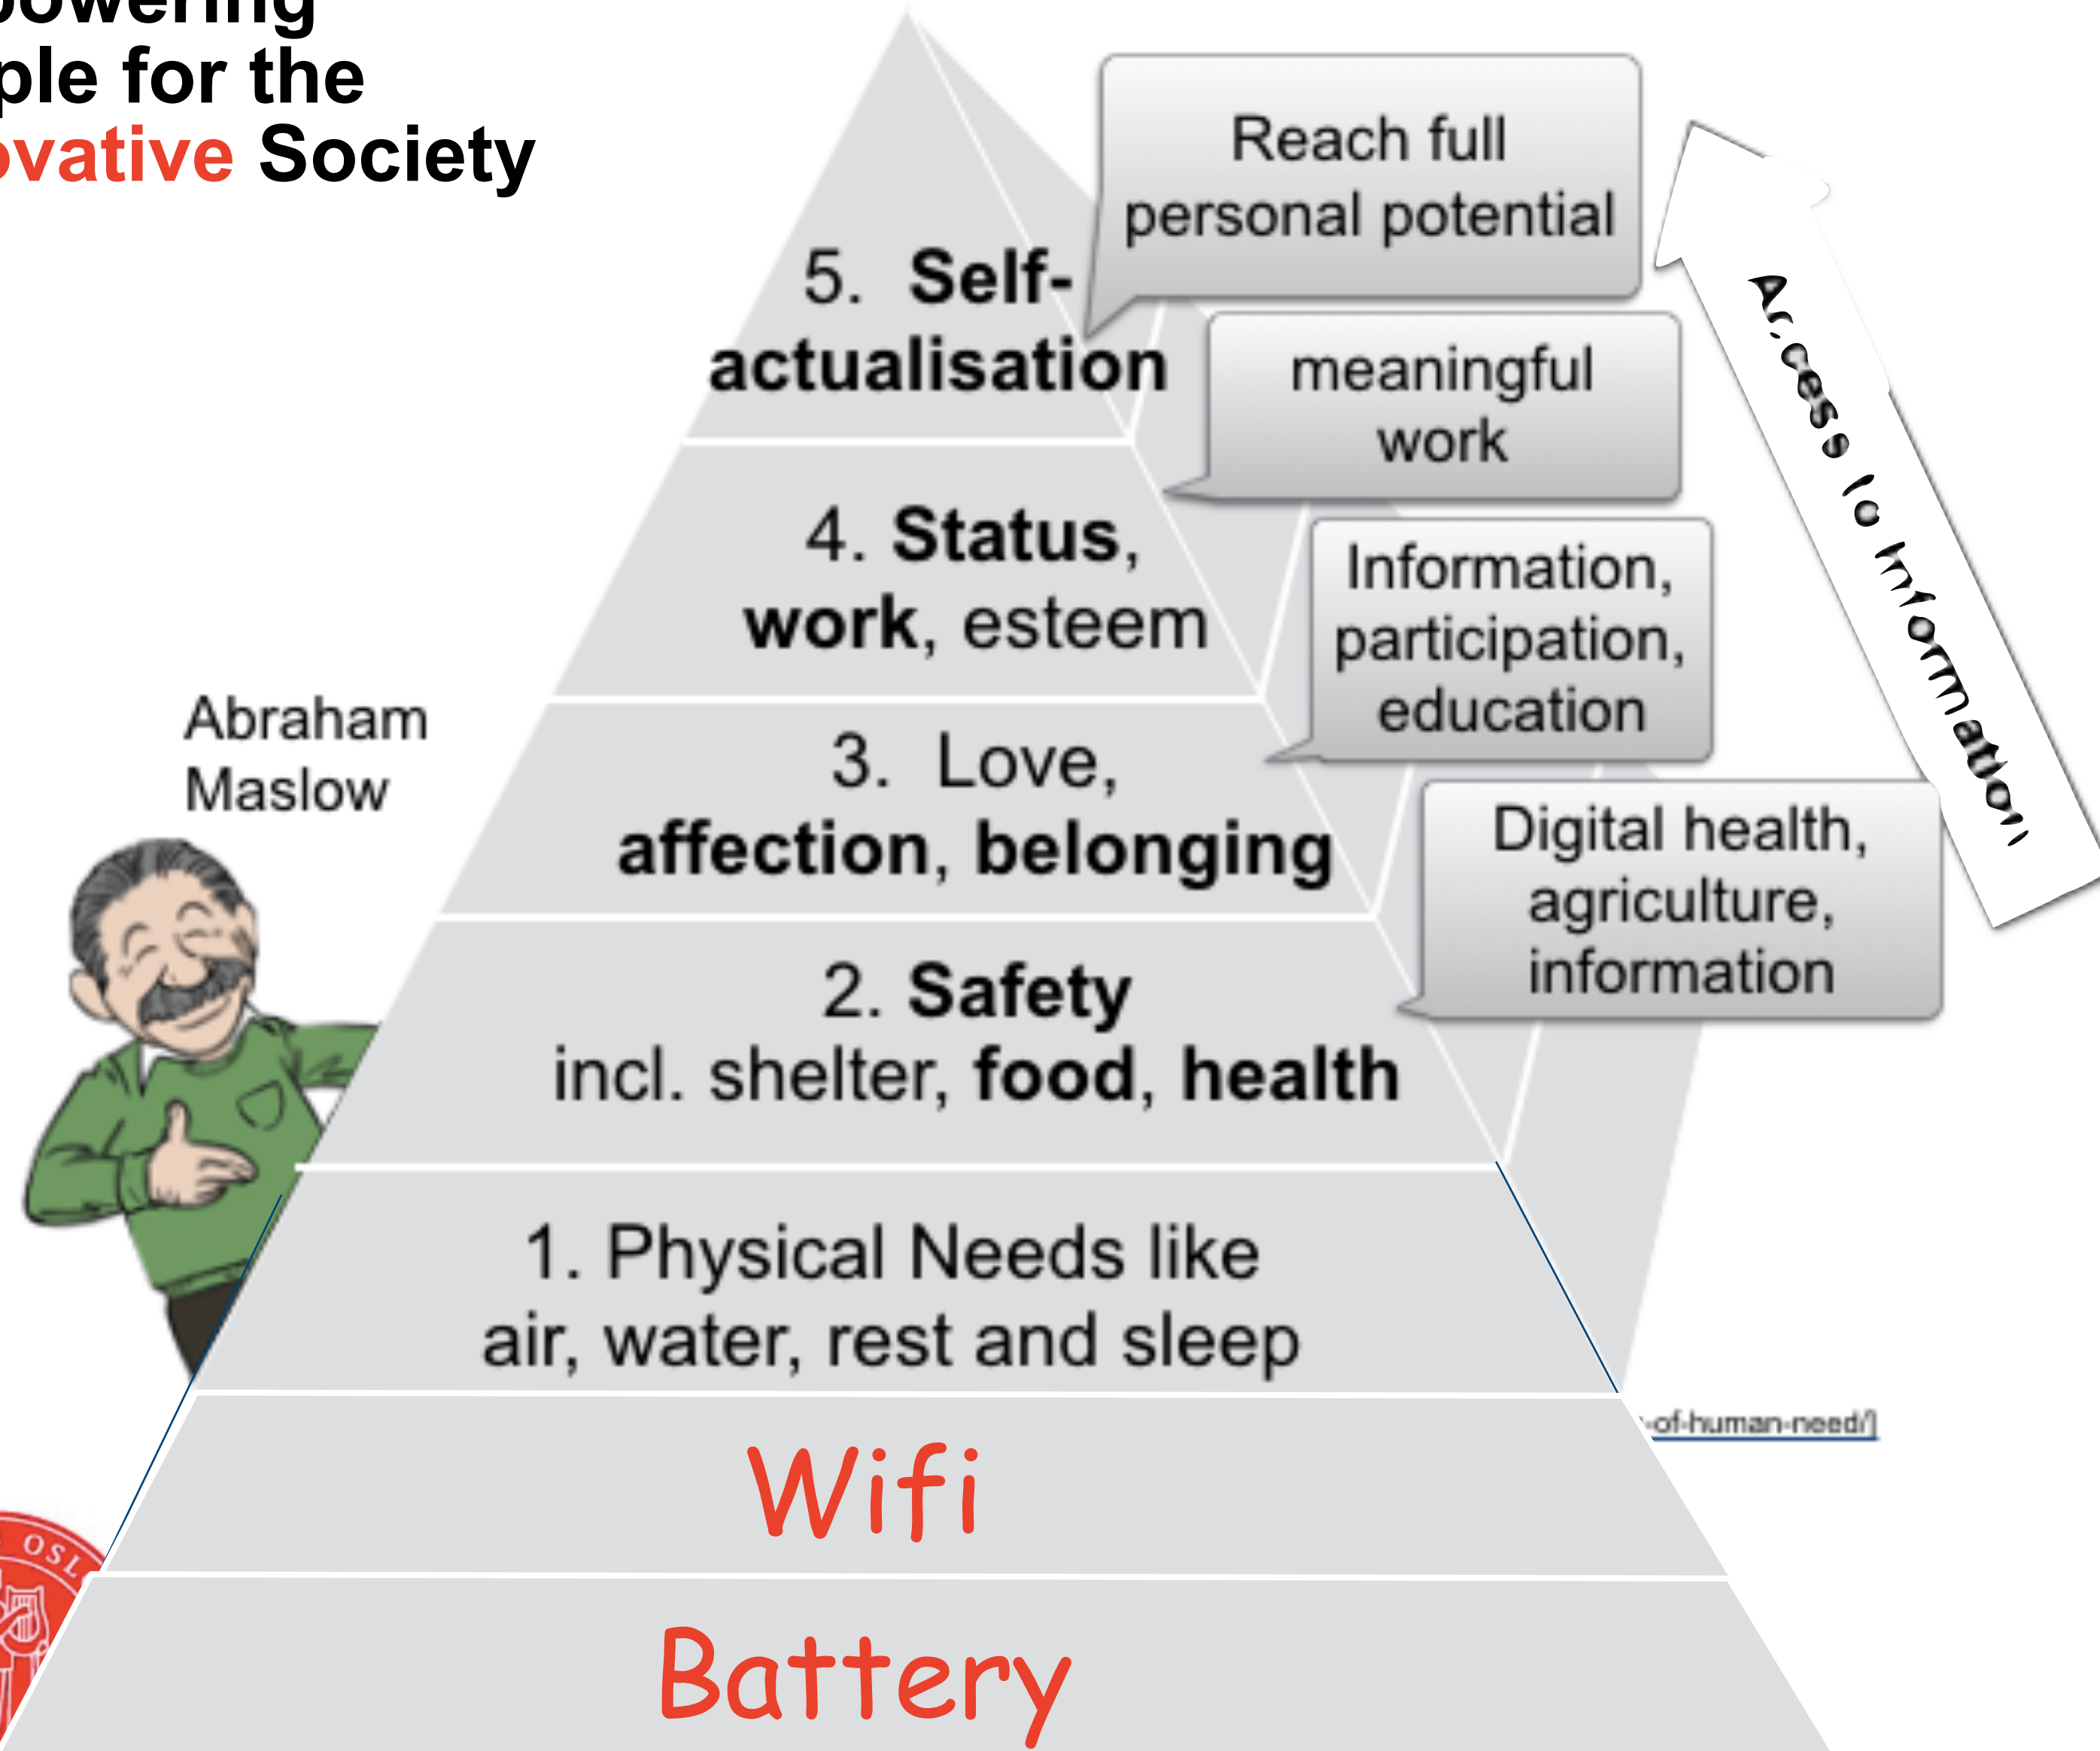 powering
ple for the
ovative Society
Reach full
personal potential
5. Self-
actualisation
meaningful
work
4. Status,
work, esteem
Information,
participation,
education
Access to Information
Abraham
Maslow
3. Love,
affection, belonging
Digital health,
agriculture,
information
2. Safety
incl. shelter, food, health
1. Physical Needs like
air, water, rest and sleep
-of-human-need/]
Wifi
OSL
Battery